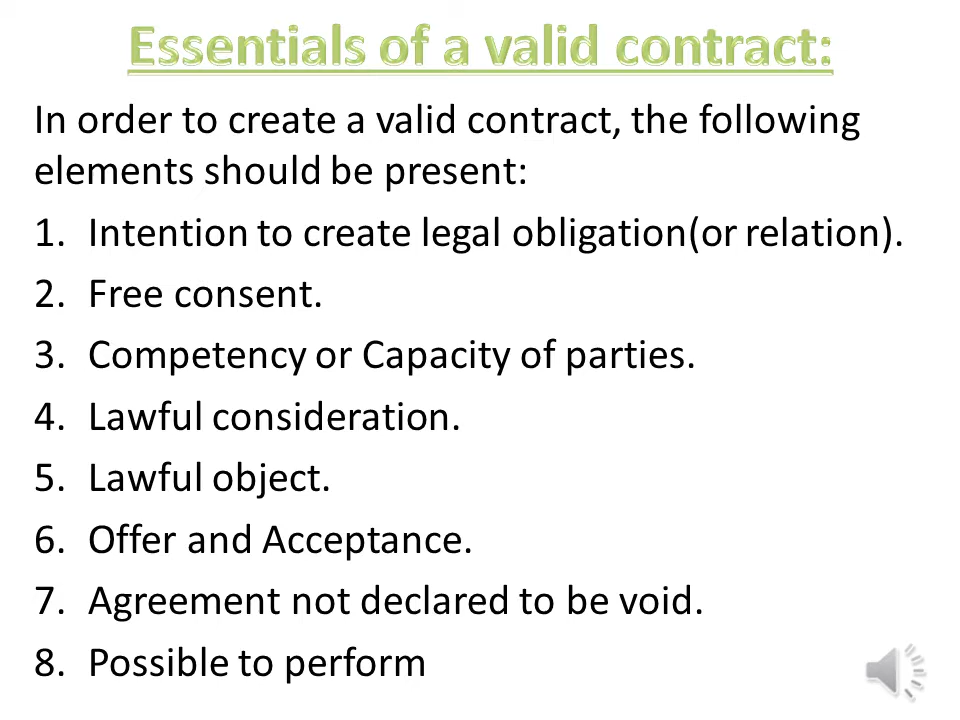 Essentials of a valid contract:
In order to create a valid contract, the following
elements should be present:
1. Intention to create legal obligation(or relation).
2. Free consent.
3. Competency or Capacity of parties.
4. Lawful consideration.
5. Lawful object.
6. Offer and Acceptance.
7. Agreement not declared to be void.
8. Possible to perform